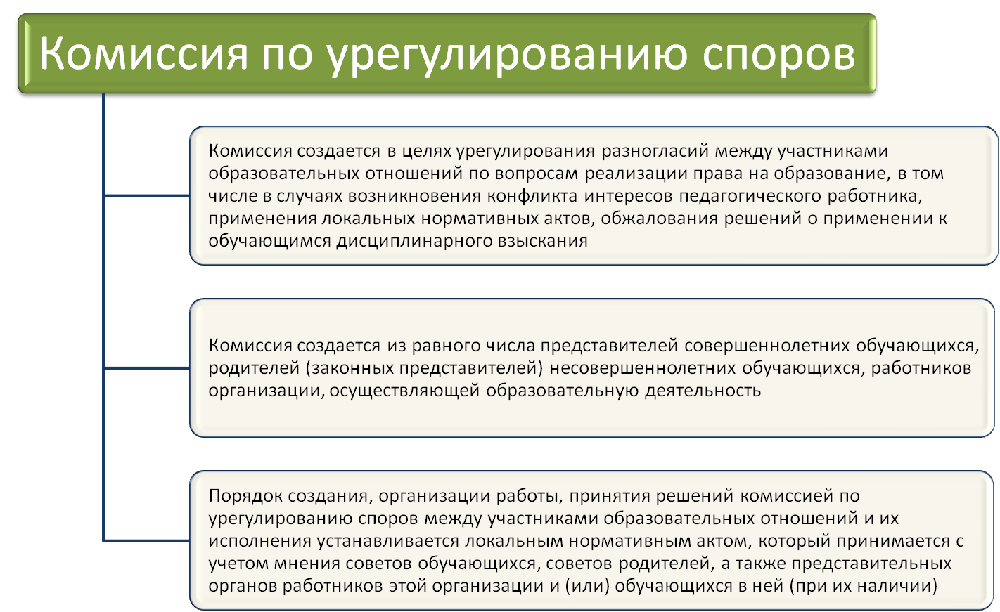 Комиссия по урегулированию споров
Комиссия создается в целях урегулирования разногласий между участниками
образовательных отношений по вопросам реализации права на образование, в том
числе в случаях возникновения конфликта интересов педагогического работника,
применения локальных нормативных актов, обжалования решений о применении к
обучающимся дисциплинарного взыскания
Комиссия создается из равного числа представителей совершеннолетних обучающихся,
родителей (законных представителей) несовершеннолетних обучающихся, работников
организации, осуществляющей образовательную деятельность
Порядок создания, организации работы, принятия решений комиссией по
урегулированию споров между участниками образовательных отношений и их
исполнения устанавливается локальным нормативным актом, который принимается с
учетом мнения советов обучающихся, советов родителей, а также представительных
органов работников этой организации и (или) обучающихся в ней (при их наличии)